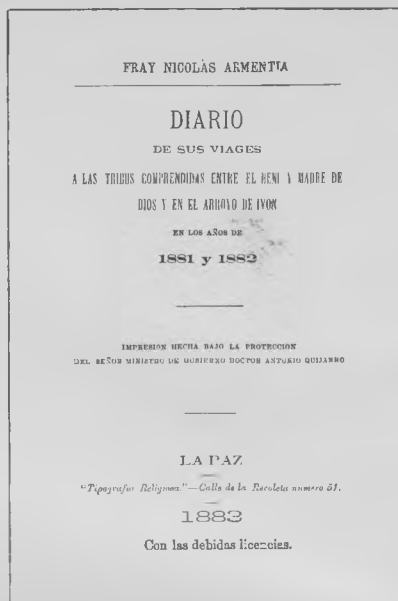 FRAY NICOLÁS ARMENTIA
DIARIO
DE SUS VIAGES
A LAS TRIBUS COMPRENDIDAS ENTRE EL BENI Y MADRE DE
DIOS Y EN EL ARROYO DE IVON
EN LOS AÑOS DE
1881 y 1882
IMPRESION HECHA BAJO LA PROTECCION
DEL SEÑOR MINISTRO DE GOBIERNO DOCTOR ANTONIO QUIJARRO
LA PAZ
"Tipografia Religiosa."—Calle de la Recoleta numero 51.
1883
Con las debidas licencias.